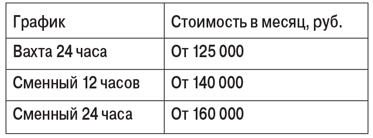 График Стоимость в месяц, руб.
Вахта 24 часа От 125 000
Сменный 12 часов От 140 000
Сменный 24 часа От 160 000